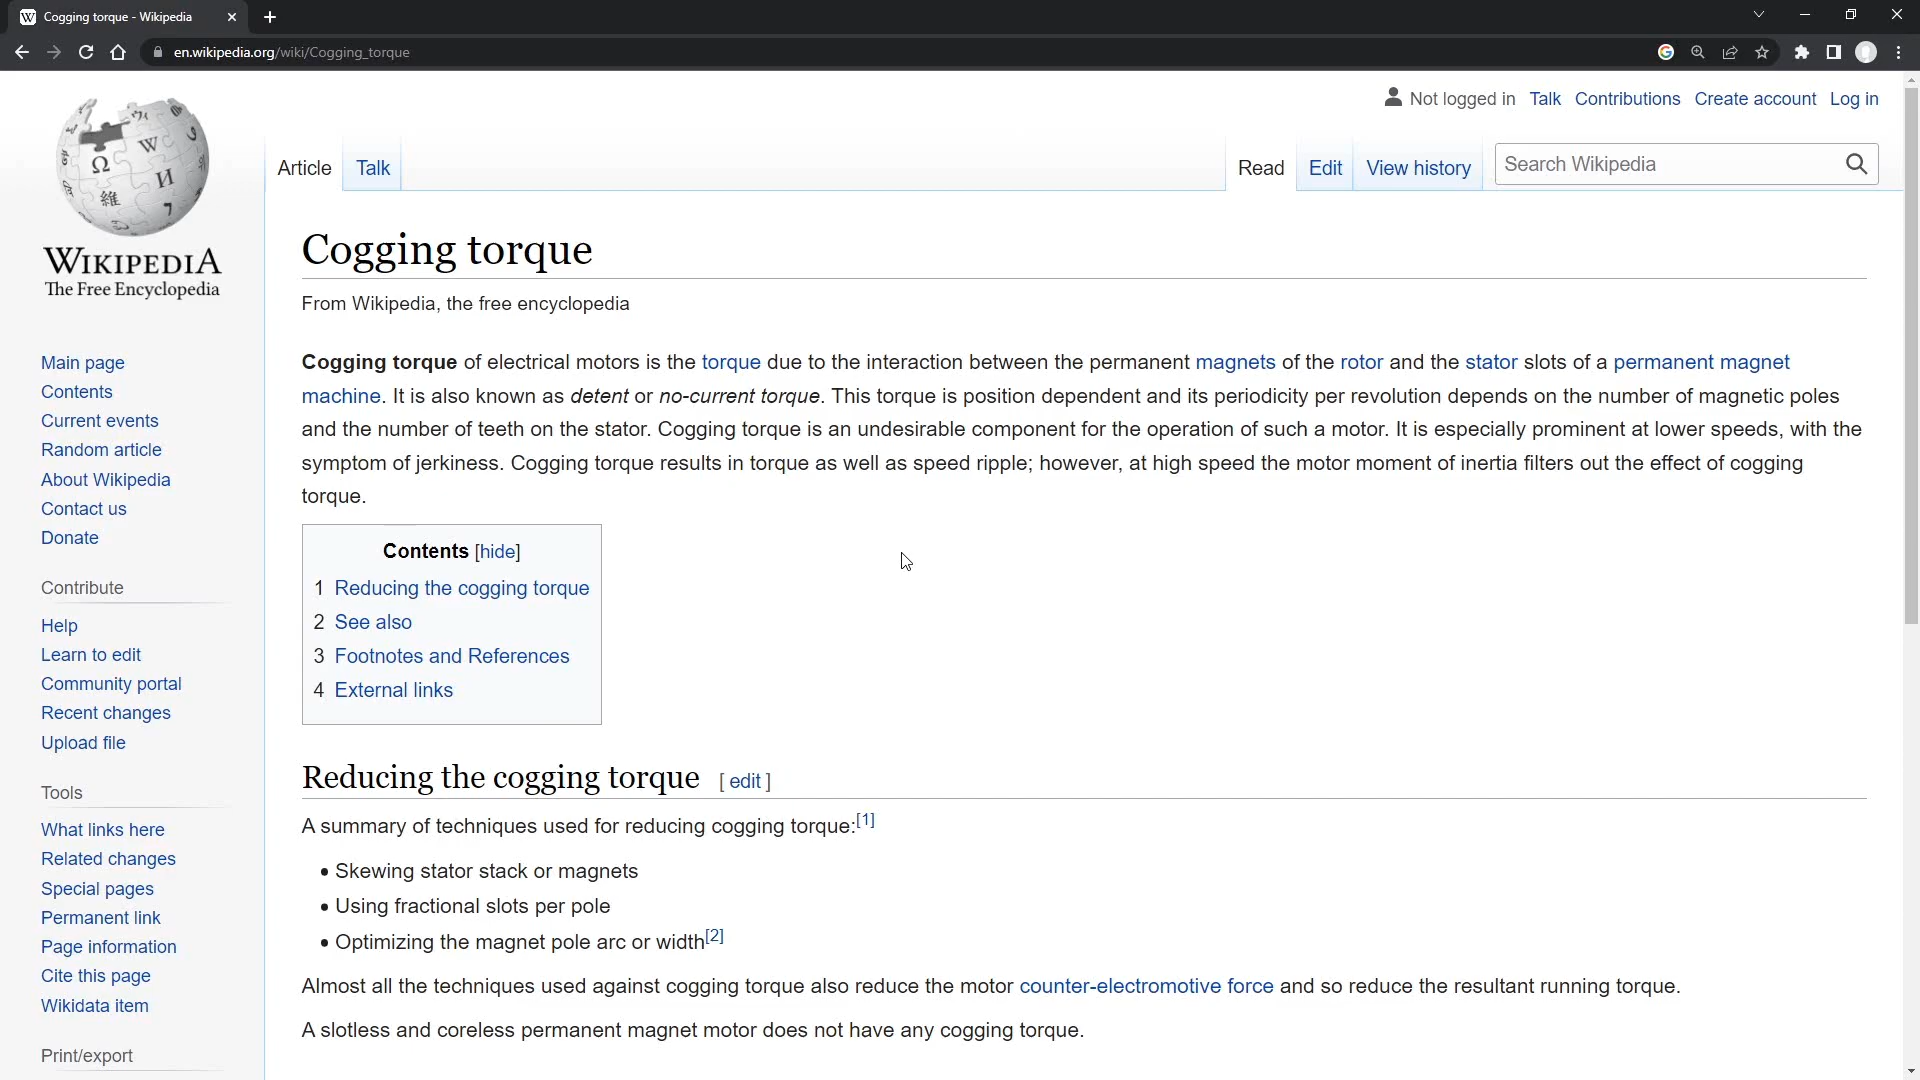 Cogging torque - Wikipedia
en.wikipedia.org/wiki/Cogging_torque
WIKIPEDIA
The Free Encyclopedia
Not logged in Talk Contributions Create account Log in
Article Talk Read Edit View history Search Wikipedia
Cogging torque
From Wikipedia, the free encyclopedia
Cogging torque of electrical motors is the torque due to the interaction between the permanent magnets of the rotor and the stator slots of a permanent magnet
machine. It is also known as detent or no-current torque. This torque is position dependent and its periodicity per revolution depends on the number of magnetic poles
and the number of teeth on the stator. Cogging torque is an undesirable component for the operation of such a motor. It is especially prominent at lower speeds, with the
symptom of jerkiness. Cogging torque results in torque as well as speed ripple; however, at high speed the motor moment of inertia filters out the effect of cogging
torque.
Contents [hide]
1 Reducing the cogging torque
2 See also
3 Footnotes and References
4 External links
Reducing the cogging torque [ edit ]
A summary of techniques used for reducing cogging torque:[1]
• Skewing stator stack or magnets
• Using fractional slots per pole
• Optimizing the magnet pole arc or width[2]
Almost all the techniques used against cogging torque also reduce the motor counter-electromotive force and so reduce the resultant running torque.
A slotless and coreless permanent magnet motor does not have any cogging torque.
Main page
Contents
Current events
Random article
About Wikipedia
Contact us
Donate
Contribute
Help
Learn to edit
Community portal
Recent changes
Upload file
Tools
What links here
Related changes
Special pages
Permanent link
Page information
Cite this page
Wikidata item
Print/export